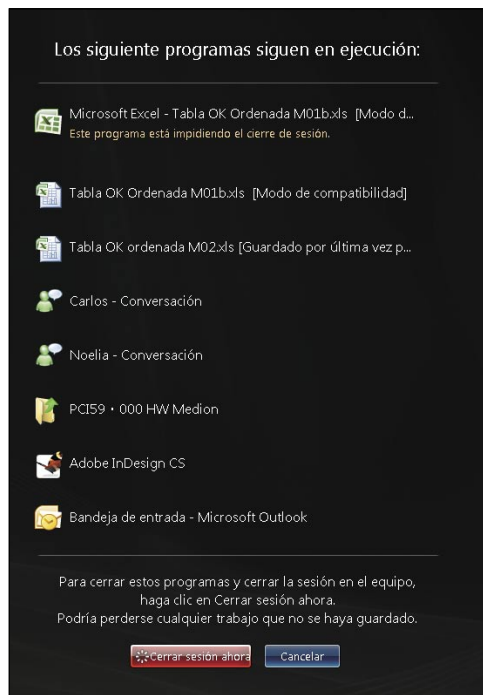 Los siguiente programas siguen en ejecución:
Microsoft Excel - Tabla OK Ordenada M01b.xls [Modo d...
Este programa está impidiendo el cierre de sesión.
Tabla OK Ordenada M01b.xls [Modo de compatibilidad]
Tabla OK ordenada M02.xls [Guardado por última vez p...
Carlos - Conversación
Noelia - Conversación
PCI59 · 000 HW Medion
Adobe InDesign CS
Bandeja de entrada - Microsoft Outlook
Para cerrar estos programas y cerrar la sesión en el equipo,
haga clic en Cerrar sesión ahora.
Podría perderse cualquier trabajo que no se haya guardado.
Cerrar sesión ahora
Cancelar